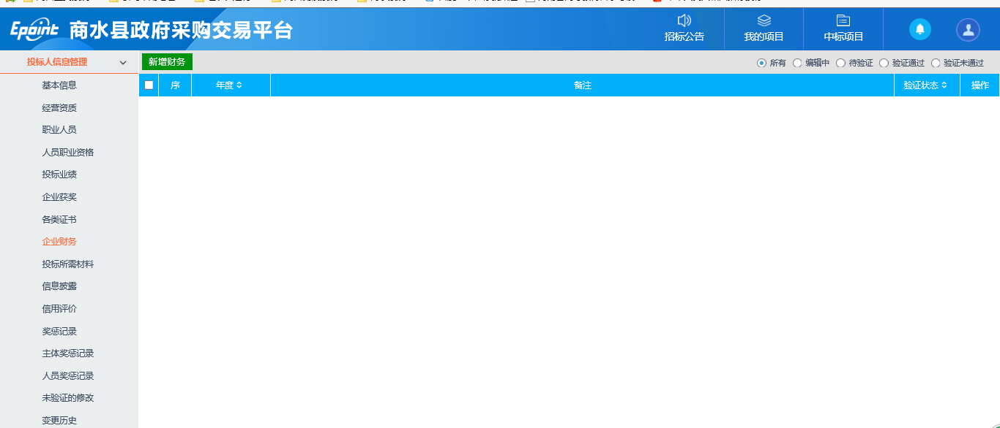 Epoint 商水县政府采购交易平台
招标公告
我的项目
中标项目
投标人信息管理
新增财务
所有 编辑中 待验证 验证通过 验证未通过
序 年度 备注 验证状态 操作
基本信息
经营资质
职业人员
人员职业资格
投标业绩
企业获奖
各类证书
企业财务
投标所需材料
信息披露
信用评价
奖惩记录
主体奖惩记录
人员奖惩记录
未验证的修改
变更历史